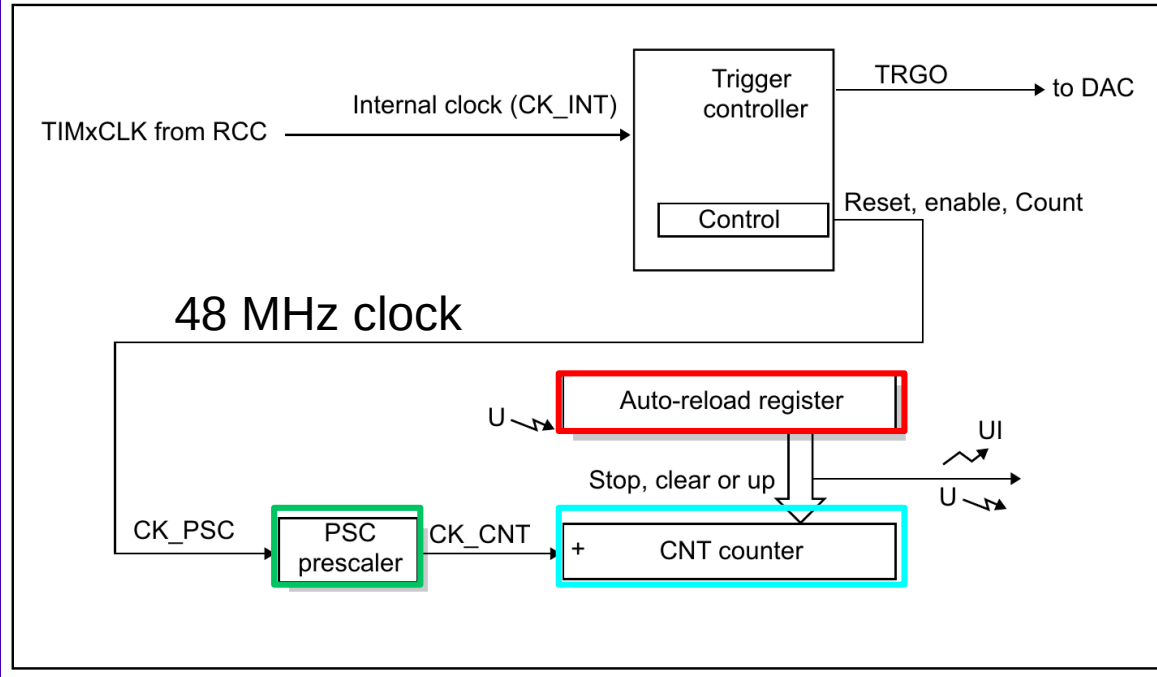 Trigger
controller
TRGO
to DAC
Internal clock (CK_INT)
TIMxCLK from RCC
Control
Reset, enable, Count
48 MHz clock
Auto-reload register
U
UI
Stop, clear or up
U
CK_PSC
PSC
prescaler
CK_CNT
+
CNT counter